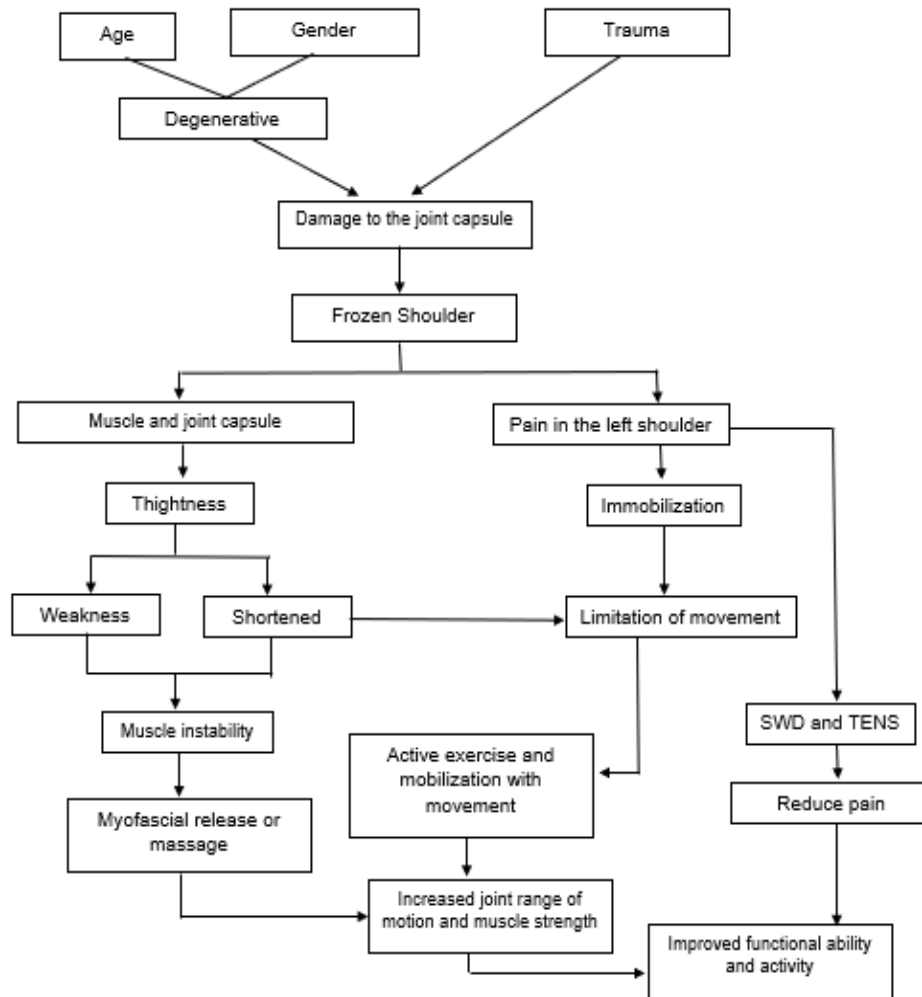 Age
Gender
Trauma
Degenerative
Damage to the joint capsule
Frozen Shoulder
Muscle and joint capsule
Pain in the left shoulder
Thightness
Immobilization
Weakness
Shortened
Limitation of movement
Muscle instability
SWD and TENS
Active exercise and
mobilization with
movement
Reduce pain
Myofascial release or
massage
Increased joint range of
motion and muscle strength
Improved functional ability
and activity